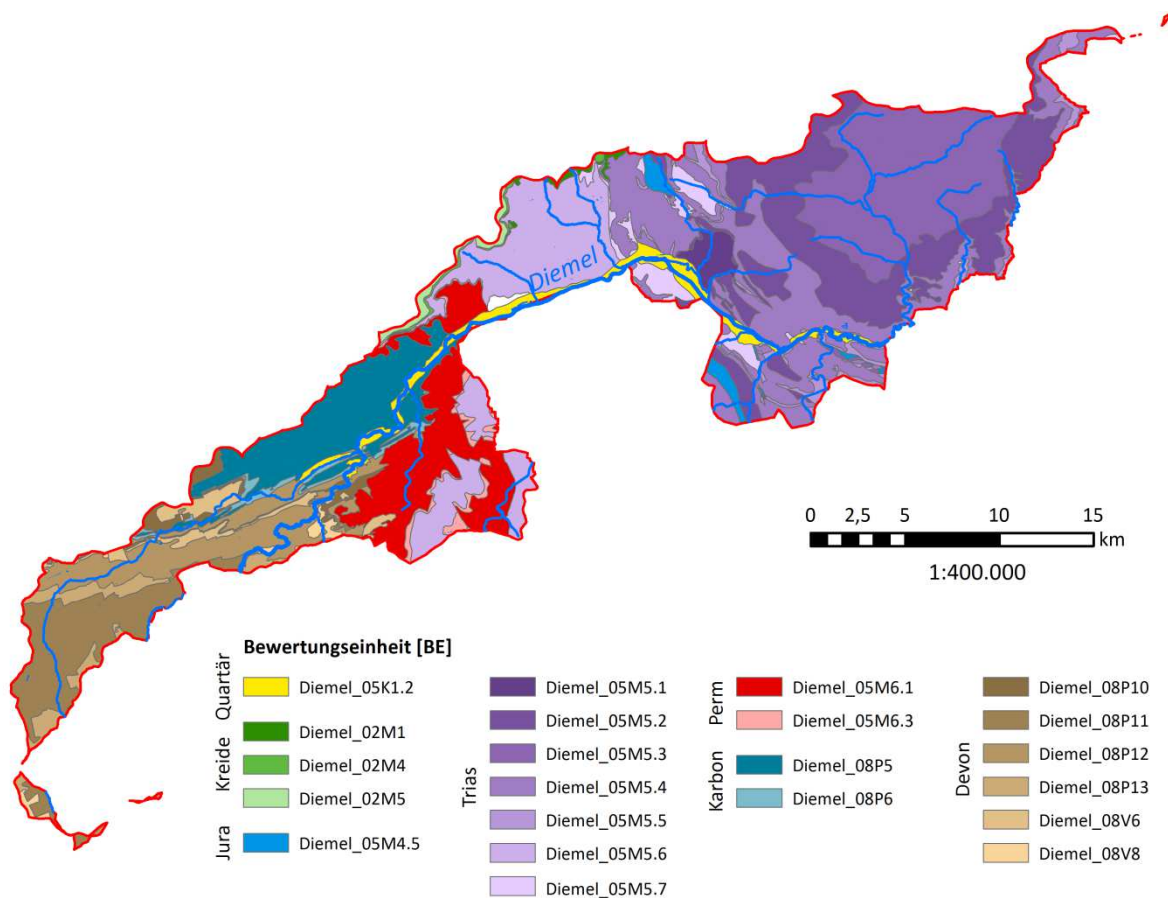 Diemel
0 2,5 5 10 15
km
1:400.000
Bewertungseinheit [BE]
Quartär
Diemel_05K1.2
Kreide
Diemel_02M1
Diemel_02M4
Diemel_02M5
Jura
Diemel_05M4.5
Trias
Diemel_05M5.1
Diemel_05M5.2
Diemel_05M5.3
Diemel_05M5.4
Diemel_05M5.5
Diemel_05M5.6
Diemel_05M5.7
Perm
Diemel_05M6.1
Diemel_05M6.3
Karbon
Diemel_08P5
Diemel_08P6
Devon
Diemel_08P10
Diemel_08P11
Diemel_08P12
Diemel_08P13
Diemel_08V6
Diemel_08V8